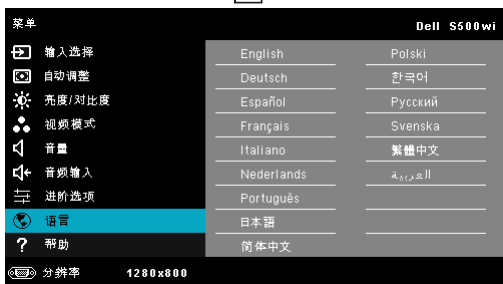 菜单 Dell S500wi
输入选择 English Polski
自动调整 Deutsch 한국어
亮度/对比度 Español Русский
视频模式 Français Svenska
音量 Italiano 繁體中文
音频输入 Nederlands العربية
进阶选项 Português
语言 日本語
? 帮助 简体中文
分辨率 1280x800